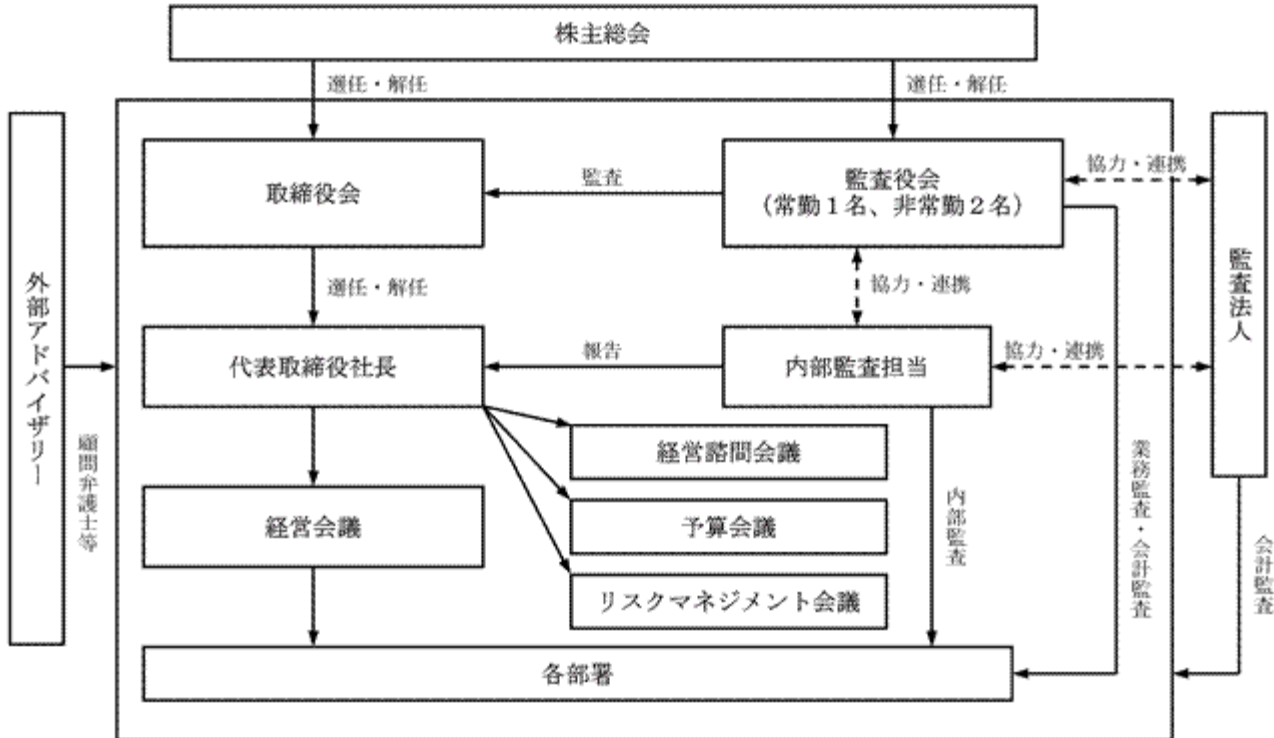 株主総会
選任・解任
選任・解任
取締役会
監査
監査役会
（常勤１名、非常勤２名）
協力・連携
選任・解任
協力・連携
外部アドバイザリー
監査法人
代表取締役社長
報告
内部監査担当
協力・連携
顧問弁護士等
経営諮問会議
経営会議
予算会議
リスクマネジメント会議
内部監査
業務監査・会計監査
会計監査
各部署